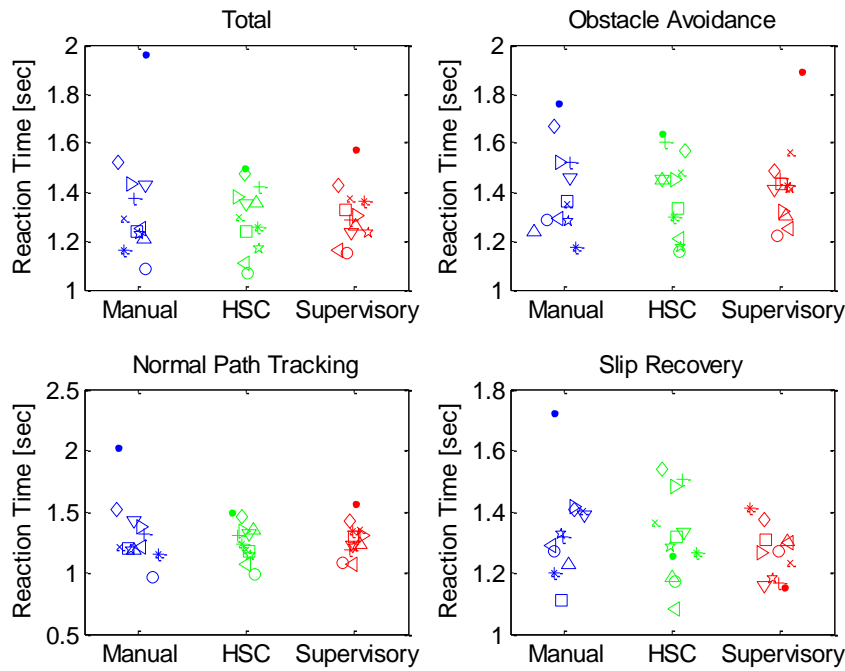 Total
Obstacle Avoidance
2
1.8
1.6
1.4
1.2
1
Reaction Time [sec]
Manual HSC Supervisory
2
1.8
1.6
1.4
1.2
1
Reaction Time [sec]
Manual HSC Supervisory
Normal Path Tracking
Slip Recovery
2.5
2
1.5
1
0.5
Reaction Time [sec]
Manual HSC Supervisory
1.8
1.6
1.4
1.2
1
Reaction Time [sec]
Manual HSC Supervisory